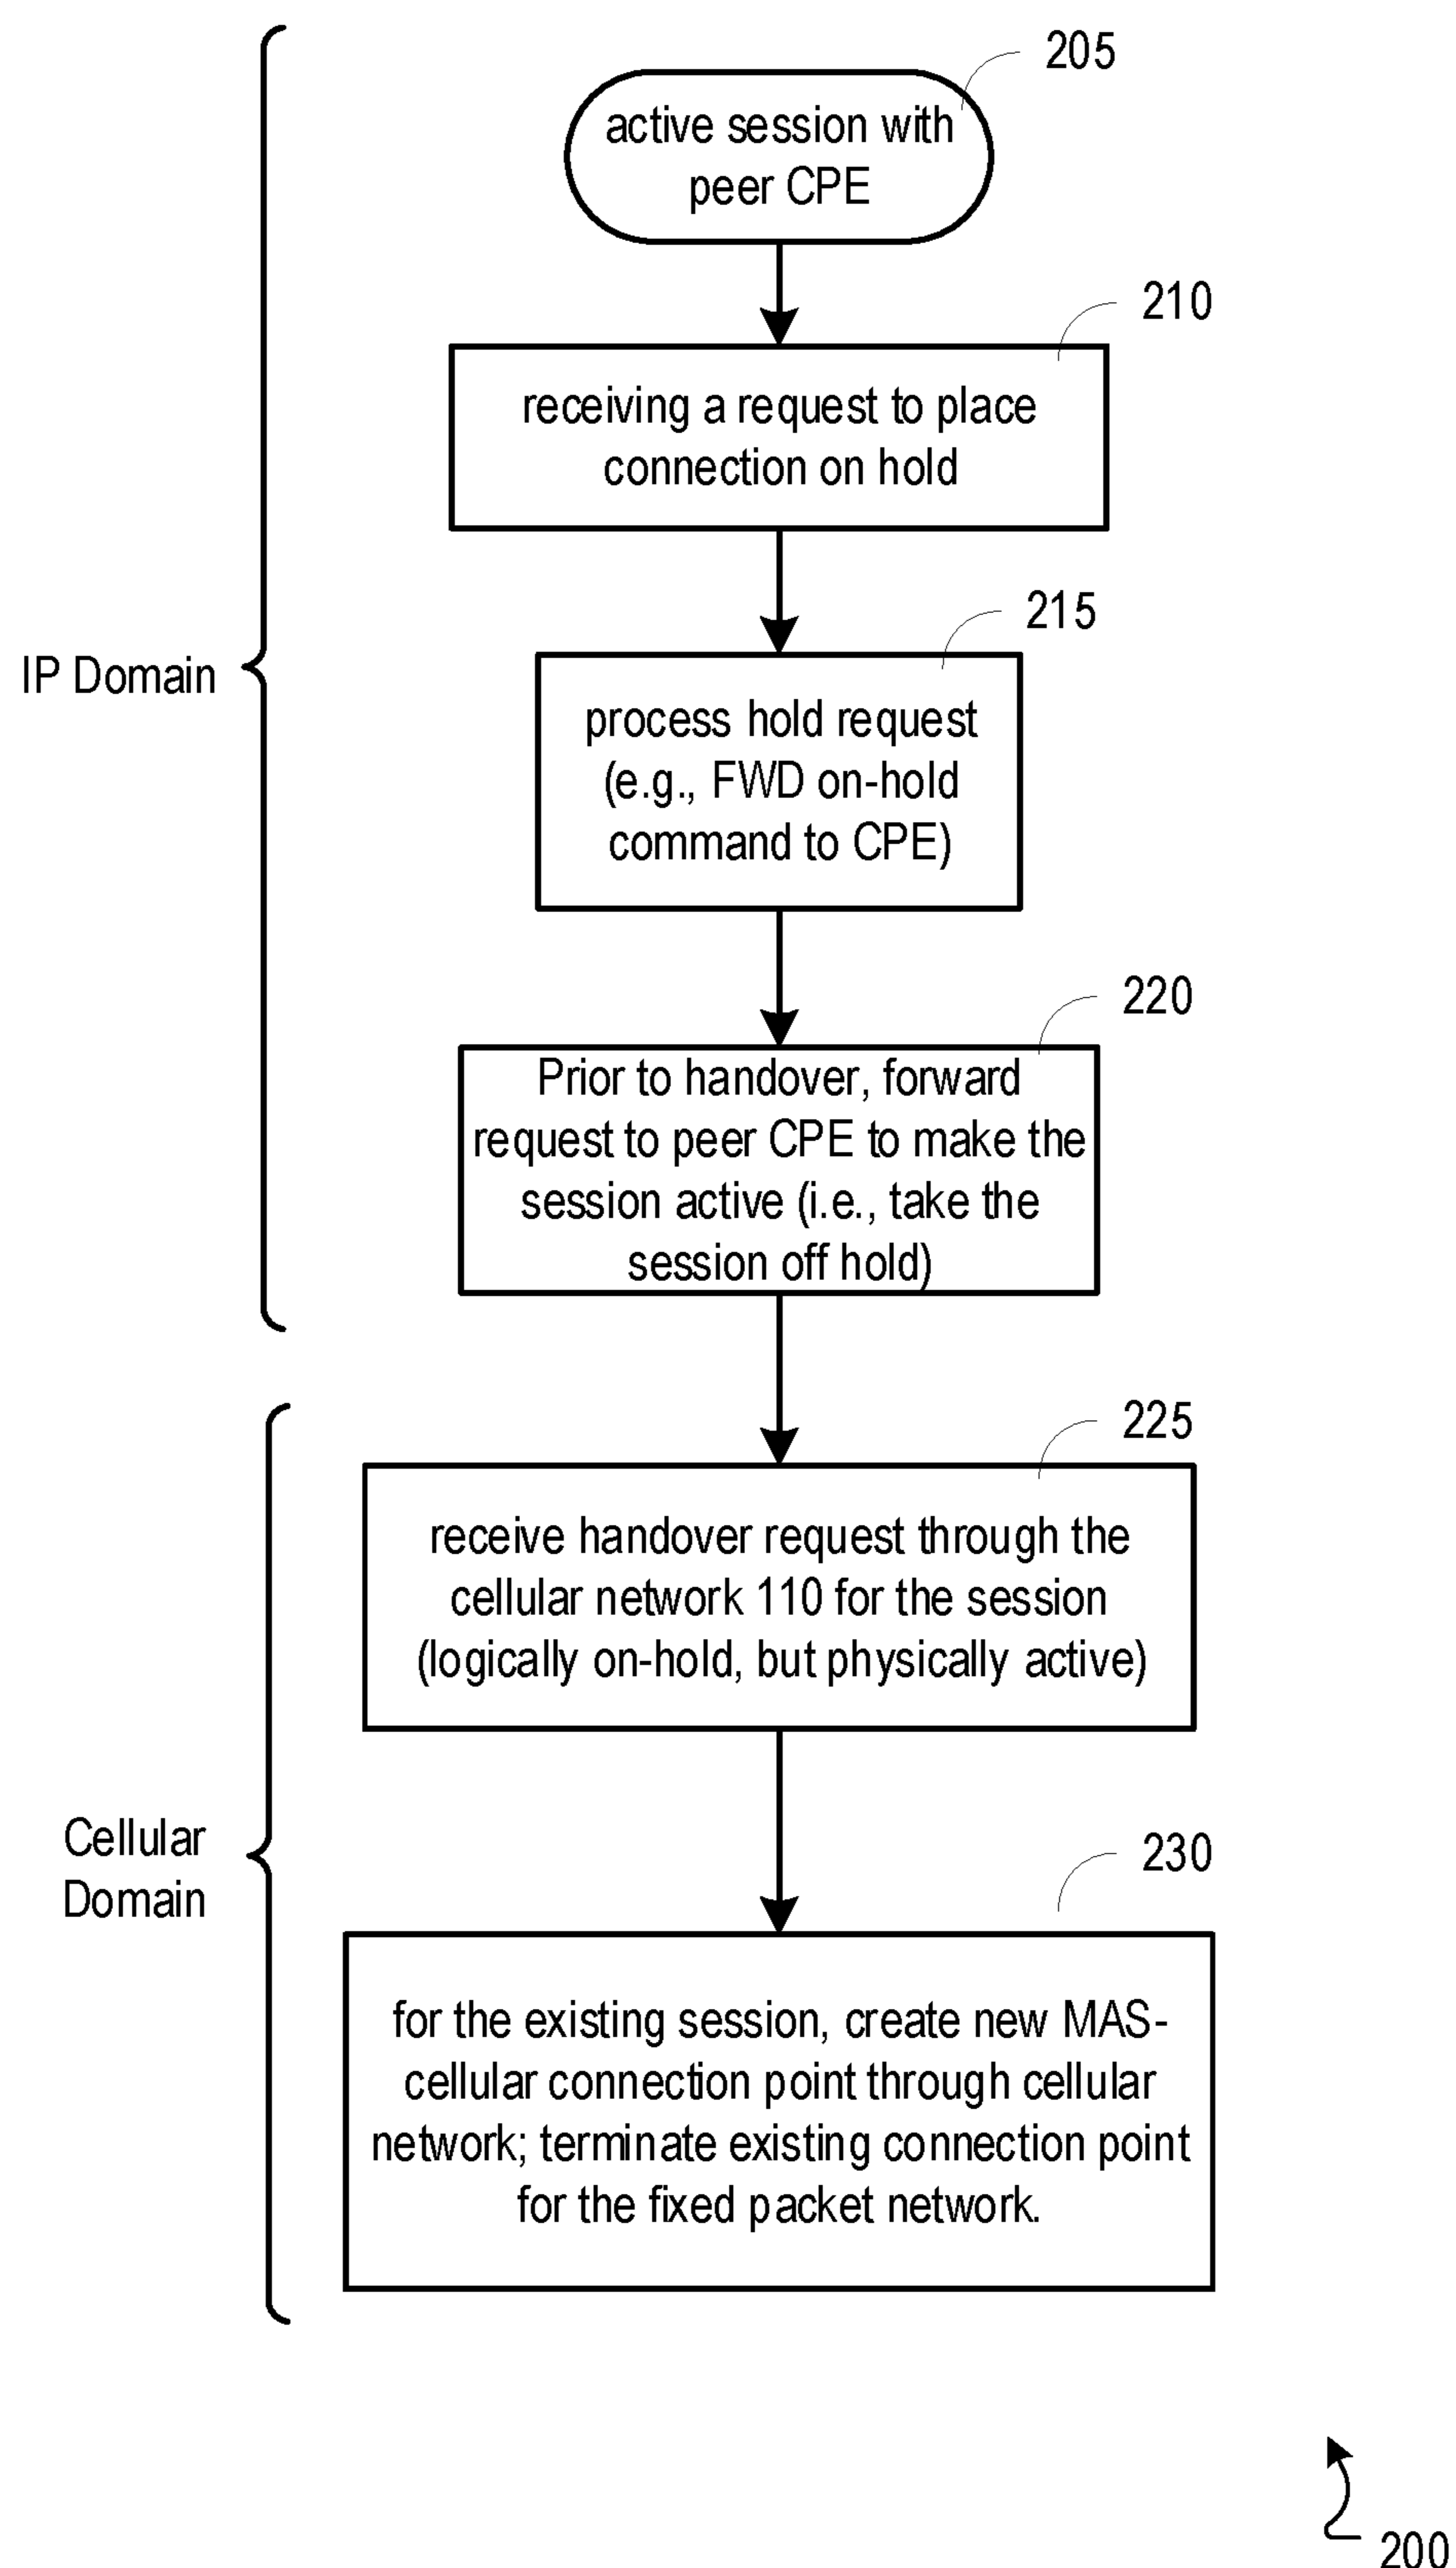 205
active session with
peer CPE
210
receiving a request to place
connection on hold
215
IP Domain
process hold request
(e.g., FWD on-hold
command to CPE)
220
Prior to handover, forward
request to peer CPE to make the
session active (i.e., take the
session off hold)
225
receive handover request through the
cellular network 110 for the session
(logically on-hold, but physically active)
Cellular
Domain
230
for the existing session, create new MAS-
cellular connection point through cellular
network; terminate existing connection point
for the fixed packet network.
200